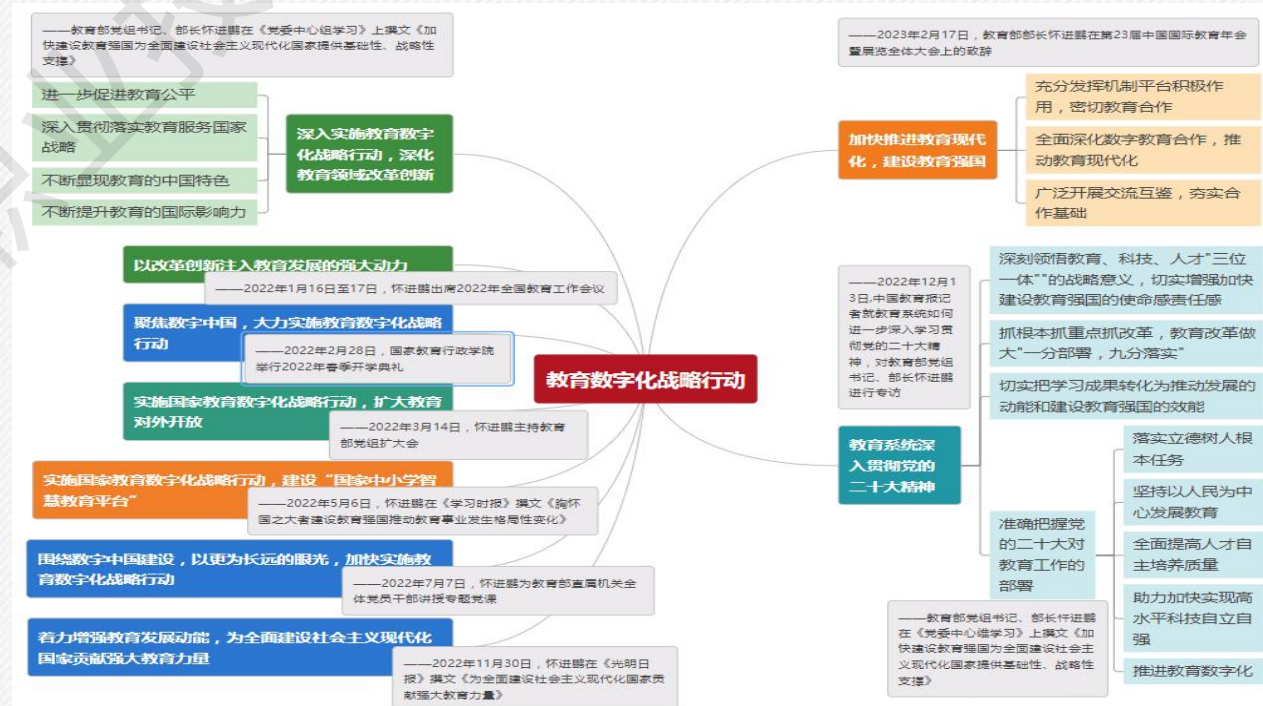 ——教育部党组书记、部长怀进鹏在《党委中心组学习》上撰文《加
快建设教育强国为全面建设社会主义现代化国家提供基础性、战略性
支撑》
进一步促进教育公平
深入贯彻落实教育服务国家
战略
不断显现教育的中国特色
不断提升教育的国际影响力
深入实施教育数字
化战略行动，深化
教育领域改革创新
以改革创新注入教育发展的强大动力
——2022年1月16日至17日，怀进鹏出席2022年全国教育工作会议
聚焦数字中国，大力实施教育数字化战略
行动
——2022年2月28日，国家教育行政学院
举行2022年春季开学典礼
实施国家教育数字化战略行动，扩大教育
对外开放
——2022年3月14日，怀进鹏主持教育
部党组扩大会
实施国家教育数字化战略行动，建设“国家中小学智
慧教育平台”
——2022年5月6日，怀进鹏在《学习时报》撰文《胸怀
国之大者建设教育强国推动教育事业发生格局性变化》
围绕数字中国建设，以更为长远的眼光，加快实施教
育数字化战略行动
——2022年7月7日，怀进鹏为教育部直属机关全
体党员干部讲授专题党课
着力增强教育发展动能，为全面建设社会主义现代化
国家贡献强大教育力量
——2022年11月30日，怀进鹏在《光明日
报》撰文《为全面建设社会主义现代化国家贡
献强大教育力量》
教育数字化战略行动
——2023年2月17日，教育部部长怀进鹏在第23届中国国际教育年会
暨展览全体大会上的致辞
加快推进教育现代
化，建设教育强国
充分发挥机制平台积极作
用，密切教育合作
全面深化数字教育合作，推
动教育现代化
广泛开展交流互鉴，夯实合
作基础
——2022年12月1
3日,中国教育报记
者就教育系统如何
进一步深入学习贯
彻党的二十大精
神，对教育部党组
书记、部长怀进鹏
进行专访
教育系统深
入贯彻党的
二十大精神
深刻领悟教育、科技、人才"三位
一体""的战略意义，切实增强加快
建设教育强国的使命感责任感
抓根本抓重点抓改革，教育改革做
大"一分部署，九分落实"
切实把学习成果转化为推动发展的
动能和建设教育强国的效能
准确把握党
的二十大对
教育工作的
部署
落实立德树人根
本任务
坚持以人民为中
心发展教育
全面提高人才自
主培养质量
助力加快实现高
水平科技自立自
强
推进教育数字化
——教育部党组书记、部长怀进鹏
在《党委中心组学习》上撰文《加
快建设教育强国为全面建设社会主
义现代化国家提供基础性、战略性
支撑》